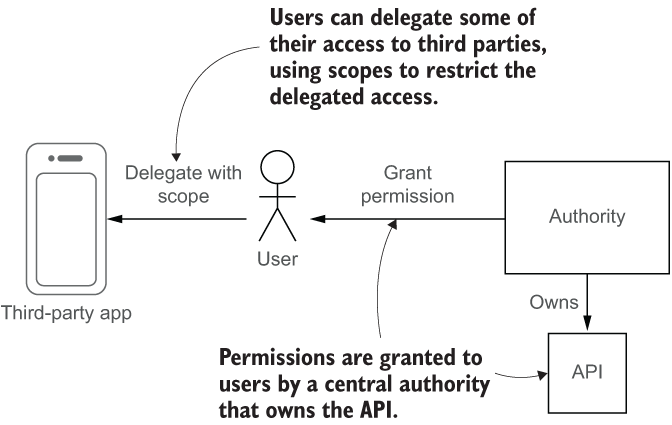 Users can delegate some of
their access to third parties,
using scopes to restrict the
delegated access.
Delegate with
scope
Grant
permission
Authority
User
Third-party app
Owns
API
Permissions are granted to
users by a central authority
that owns the API.